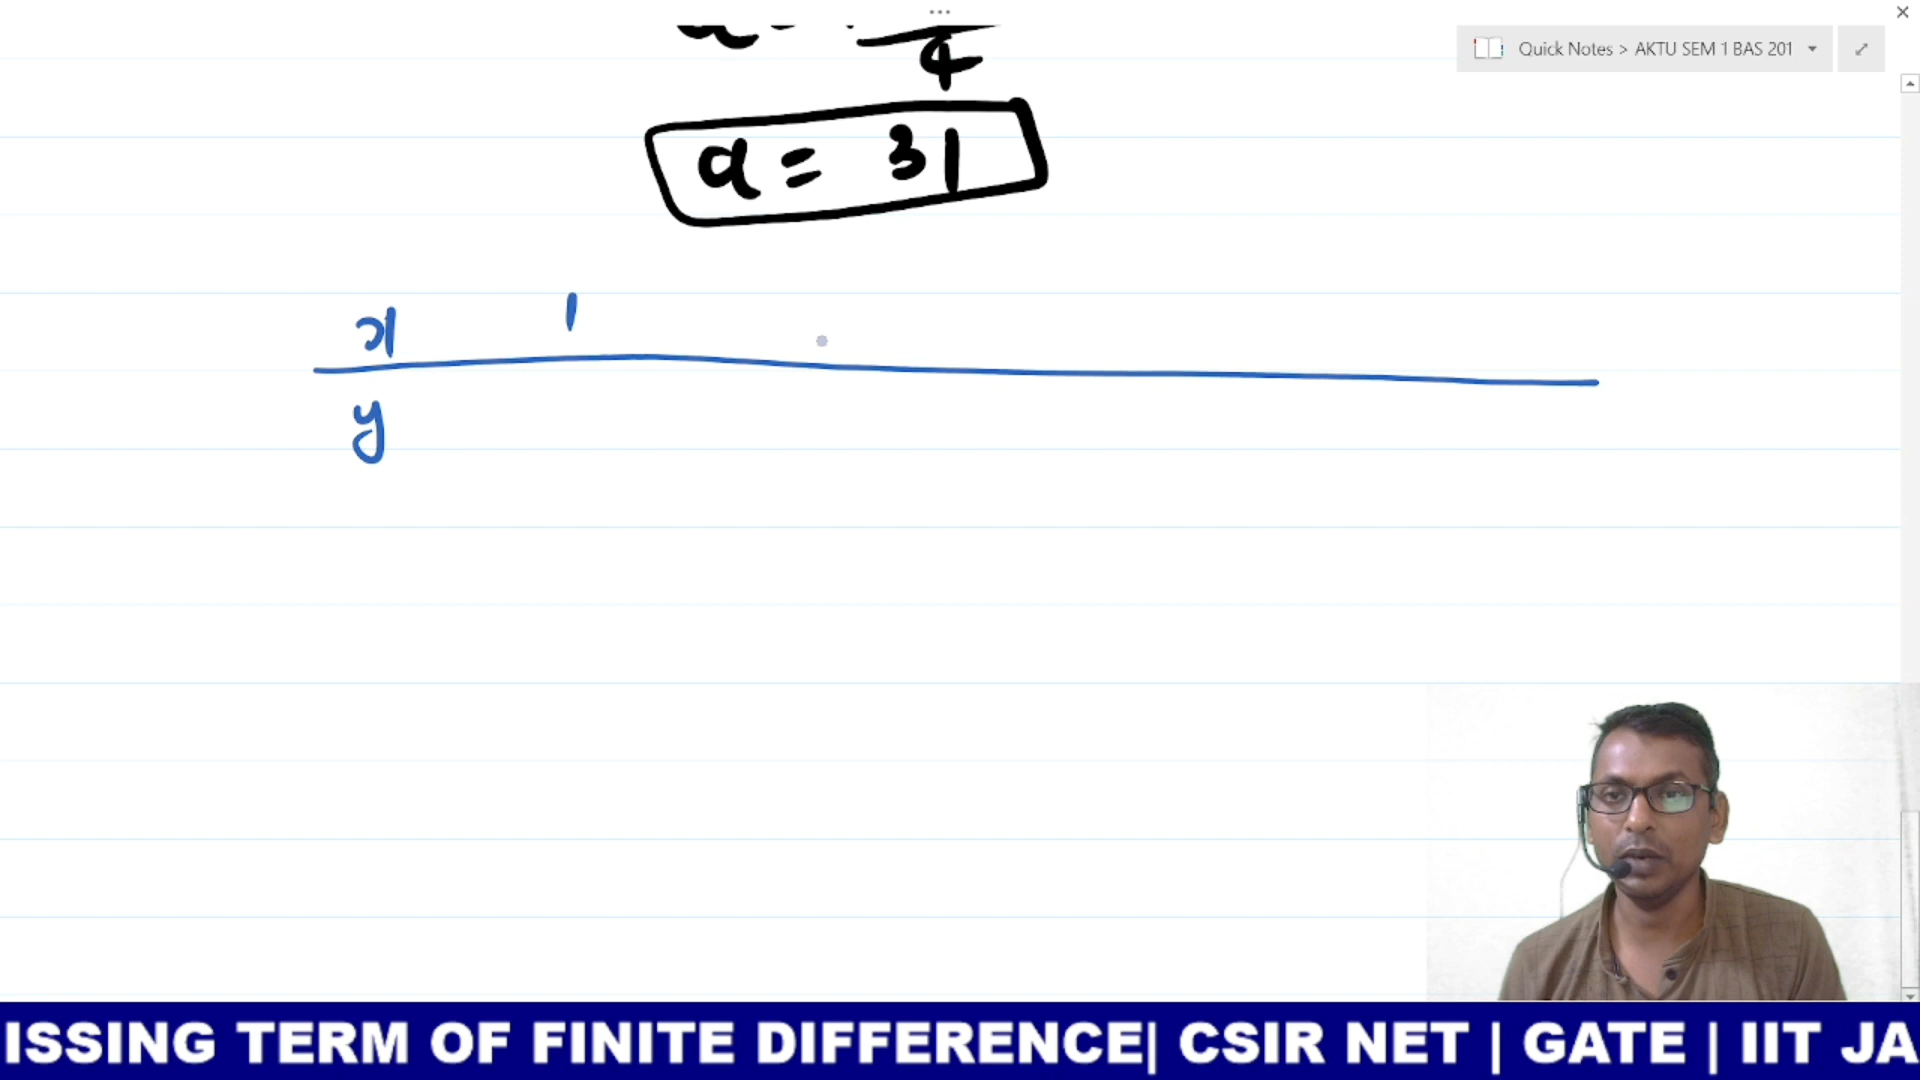 Quick Notes > AKTU SEM 1 BAS 201
4
a = 31
x 1
y
ISSING TERM OF FINITE DIFFERENCE| CSIR NET | GATE | IIT JA